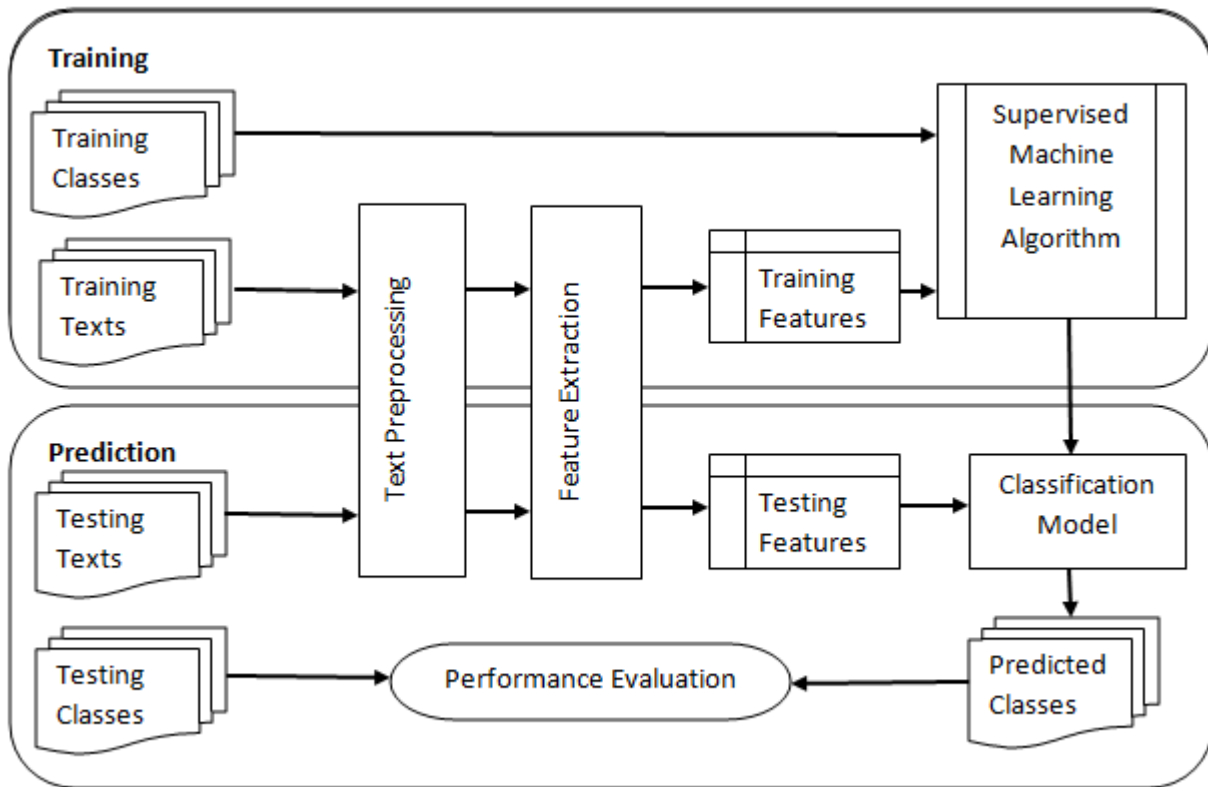 Training
Training
Classes
Supervised
Machine
Learning
Algorithm
Training
Texts
Text Preprocessing
Feature Extraction
Training
Features
Prediction
Testing
Texts
Testing
Features
Classification
Model
Testing
Classes
Performance Evaluation
Predicted
Classes